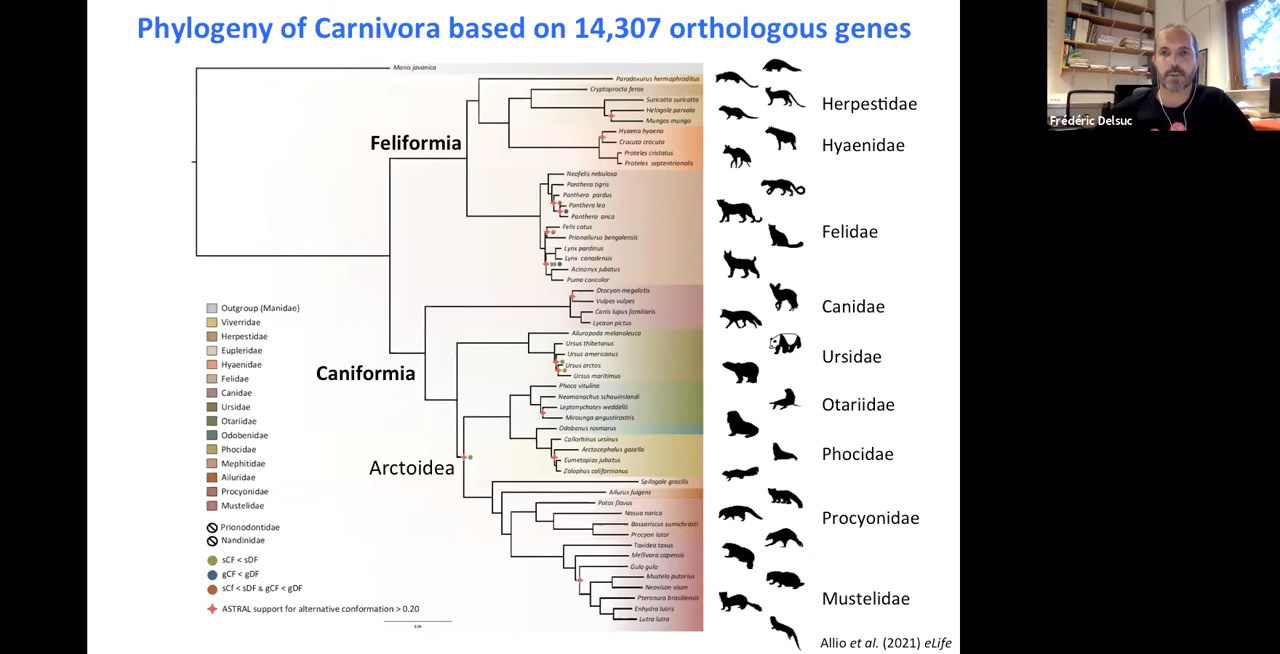 Phylogeny of Carnivora based on 14,307 orthologous genes
Frédéric Delsuc
Manis javanica
Paradoxurus hermaphroditus
Cryptoprocta ferox
Suricatta suricatta
Helogale parvula
Mungos mungo
Hyaena hyaena
Crocuta crocuta
Proteles cristatus
Proteles septentrionalis
Neofelis nebulosa
Panthera tigris
Panthera pardus
Panthera leo
Panthera onca
Felis catus
Prionailurus bengalensis
Lynx pardinus
Lynx canadensis
99
Acinonyx jubatus
Puma concolor
Otocyon megalotis
Vulpes vulpes
Canis lupus familiaris
Lycaon pictus
Ailuropoda melanoleuca
Ursus thibetanus
Ursus americanus
Ursus arctos
Ursus maritimus
Phoca vitulina
Neomonachus schauinslandi
Leptonychotes weddellii
Mirounga angustirostris
Odobenus rosmarus
Callorhinus ursinus
Arctocephalus gazella
Eumetopias jubatus
Zalophus californianus
Spilogale gracilis
Ailurus fulgens
Potos flavus
Nasua narica
Bassariscus sumichrasti
Procyon lotor
Taxidea taxus
Mellivora capensis
Gulo gulo
Mustela putorius
Neovison vison
Pteronura brasiliensis
Enhydra lutris
Lutra lutra
Feliformia
Caniformia
Arctoidea
Outgroup (Manidae)
Viverridae
Herpestidae
Eupleridae
Hyaenidae
Felidae
Canidae
Ursidae
Otariidae
Odobenidae
Phocidae
Mephitidae
Ailuridae
Procyonidae
Mustelidae
Prionodontidae
Nandinidae
sCF < sDF
gCF < gDF
sCf < sDF & gCF < gDF
ASTRAL support for alternative conformation > 0.20
Herpestidae
Hyaenidae
Felidae
Canidae
Ursidae
Otariidae
Phocidae
Procyonidae
Mustelidae
Allio et al. (2021) eLife